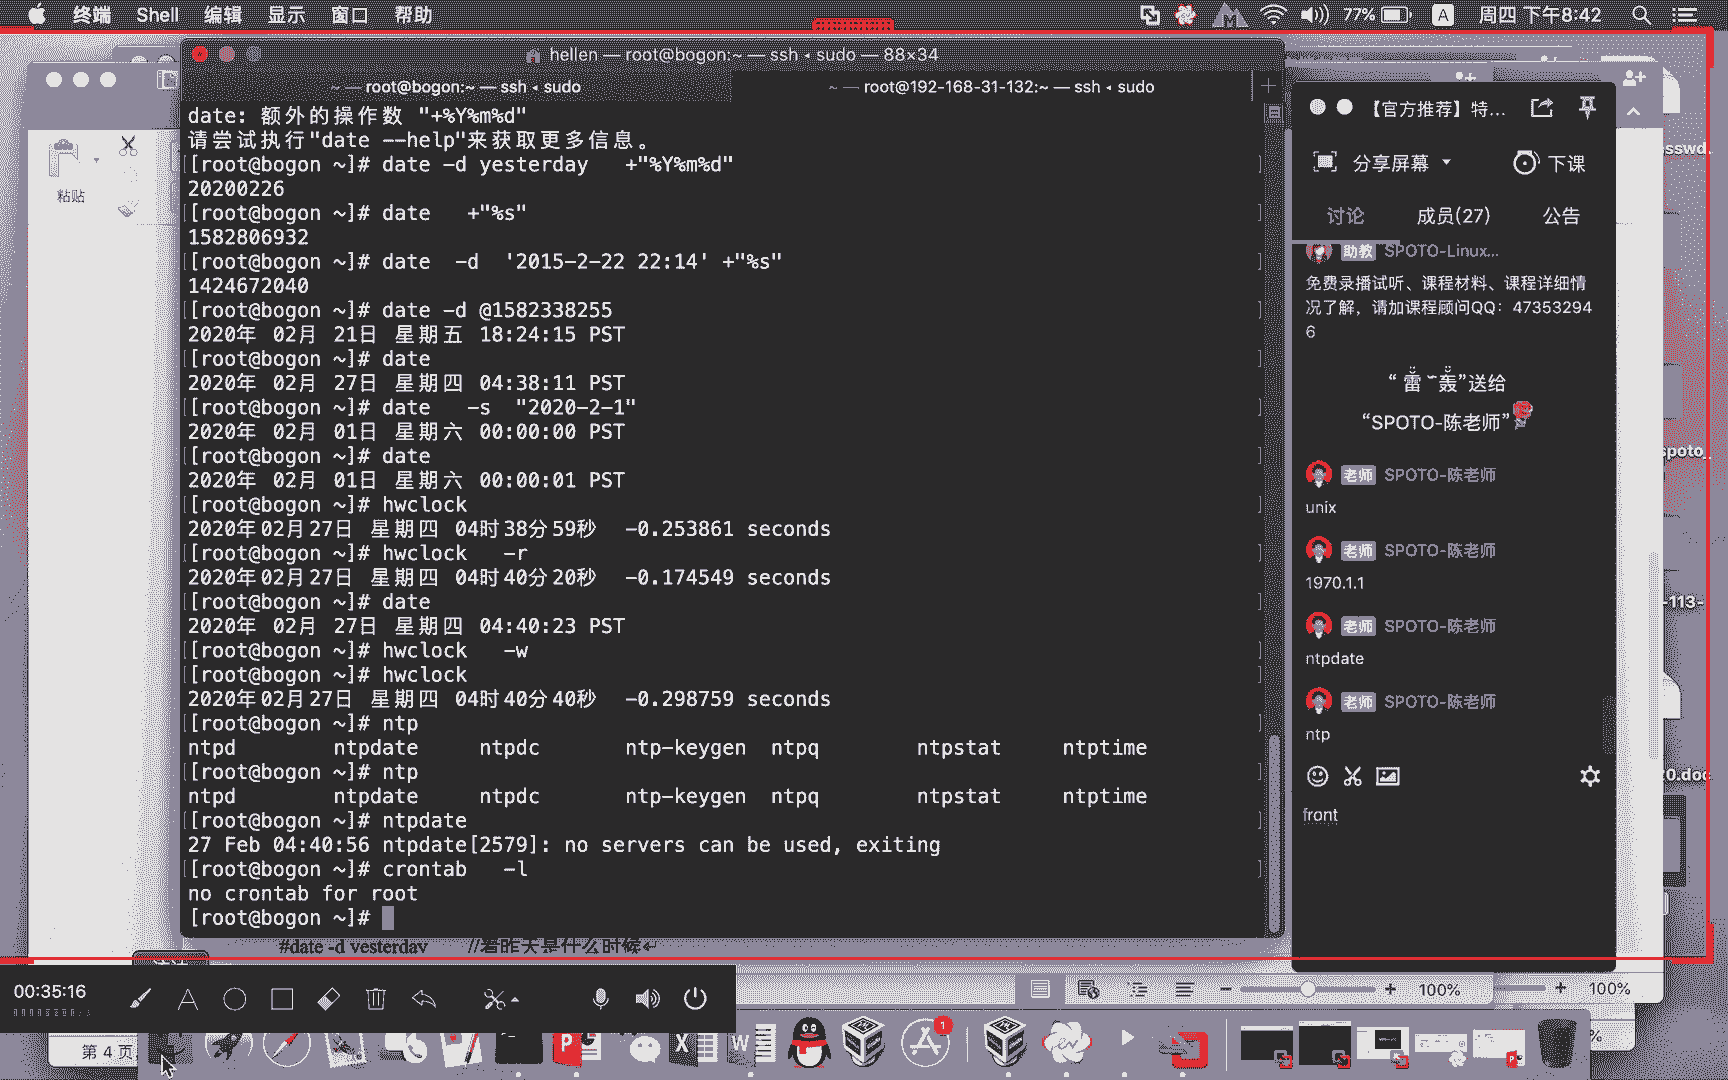 终端 Shell 编辑 显示 窗口 帮助
77% A 周四 下午8:42
hellen — root@bogon:~ — ssh ◂ sudo — 88×34
~ — root@bogon:~ — ssh ◂ sudo
~ — root@192-168-31-132:~ — ssh ◂ sudo
粘贴
date: 额外的操作数 "+%Y%m%d"
请尝试执行"date --help"来获取更多信息。
[[root@bogon ~]# date -d yesterday   +"%Y%m%d"
20200226
[[root@bogon ~]# date   +"%s"
1582806932
[[root@bogon ~]# date  -d  '2015-2-22 22:14' +"%s"
1424672040
[[root@bogon ~]# date -d @1582338255
2020年 02月 21日 星期五 18:24:15 PST
[[root@bogon ~]# date
2020年 02月 27日 星期四 04:38:11 PST
[[root@bogon ~]# date   -s  "2020-2-1"
2020年 02月 01日 星期六 00:00:00 PST
[[root@bogon ~]# date
2020年 02月 01日 星期六 00:00:01 PST
[[root@bogon ~]# hwclock
2020年02月27日 星期四 04时38分59秒  -0.253861 seconds
[[root@bogon ~]# hwclock   -r
2020年02月27日 星期四 04时40分20秒  -0.174549 seconds
[[root@bogon ~]# date
2020年 02月 27日 星期四 04:40:23 PST
[[root@bogon ~]# hwclock   -w
[[root@bogon ~]# hwclock
2020年02月27日 星期四 04时40分40秒  -0.298759 seconds
[[root@bogon ~]# ntp
ntpd        ntpdate     ntpdc       ntp-keygen  ntpq        ntpstat     ntptime
[[root@bogon ~]# ntp
ntpd        ntpdate     ntpdc       ntp-keygen  ntpq        ntpstat     ntptime
[[root@bogon ~]# ntpdate
27 Feb 04:40:56 ntpdate[2579]: no servers can be used, exiting
[[root@bogon ~]# crontab   -l
no crontab for root
[root@bogon ~]#
#date -d yesterday //看昨天是什么时候
【官方推荐】特...
分享屏幕 下课
讨论 成员(27) 公告
助教 SPOTO-Linux...
免费录播试听、课程材料、课程详细情
况了解，请加课程顾问QQ：47353294
6
“SPOTO-陈老师”
老师 SPOTO-陈老师
unix
老师 SPOTO-陈老师
1970.1.1
老师 SPOTO-陈老师
ntpdate
老师 SPOTO-陈老师
ntp
front
sswd.
spoto_
-113-
0.doc
00:35:16
第 4 页
100%
100%
1